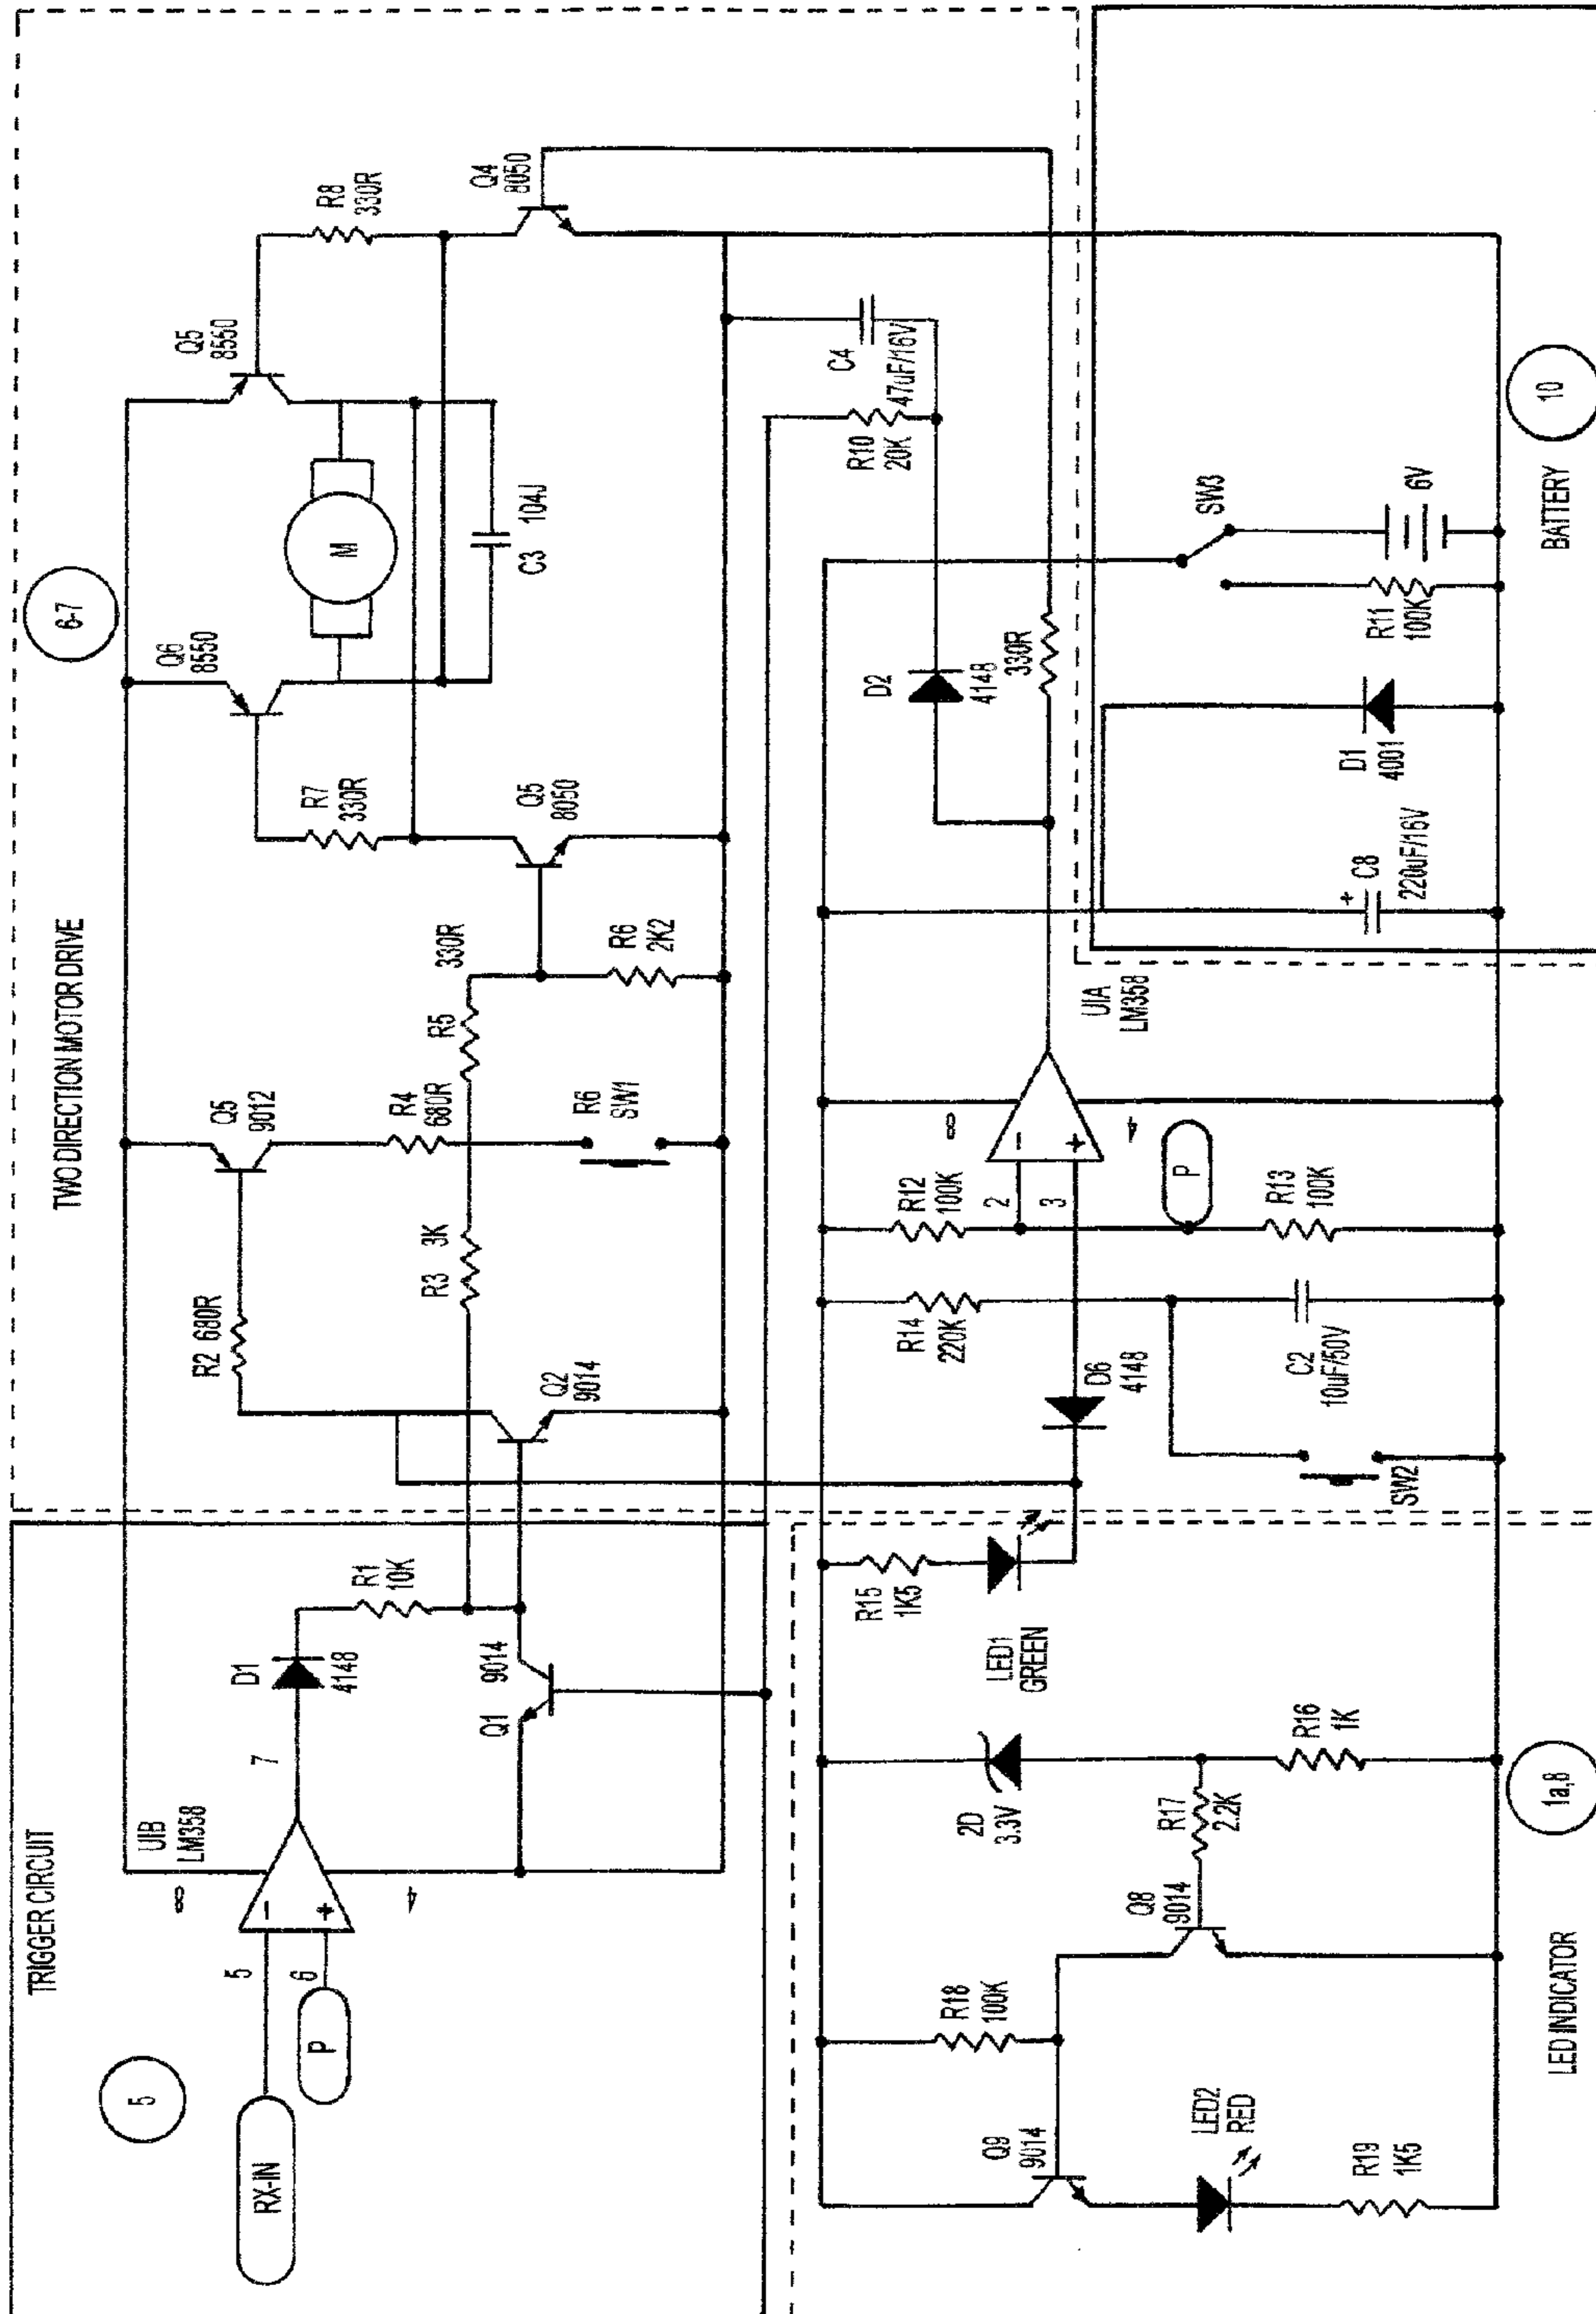 TRIGGER CIRCUIT
5
RX-IN
P
5
6
8
4
UIB
LM358
7
D1
4148
R1
10K
Q1
9014
TWO DIRECTION MOTOR DRIVE
6-7
R2 680R
Q2
9014
Q5
9012
R3 3K
R4
680R
R6
SW1
R5
330R
R6
2K2
R7
330R
Q5
8050
Q6
8550
M
C3
104J
Q5
8550
R8
330R
Q4
8050
C4
47uF/16V
R10
20K
D2
4148
330R
UIA
LM358
8
4
2
3
P
R12
100K
R13
100K
R14
220K
C2
10uF/50V
D6
4148
SW2
R15
1K5
LED1
GREEN
2D
3.3V
R16
1K
R17
2.2K
Q8
9014
R18
100K
Q9
9014
LED2
RED
R19
1K5
LED INDICATOR
1a,8
C8
220uF/16V
+
D1
4001
R11
100K
SW3
6V
BATTERY
10